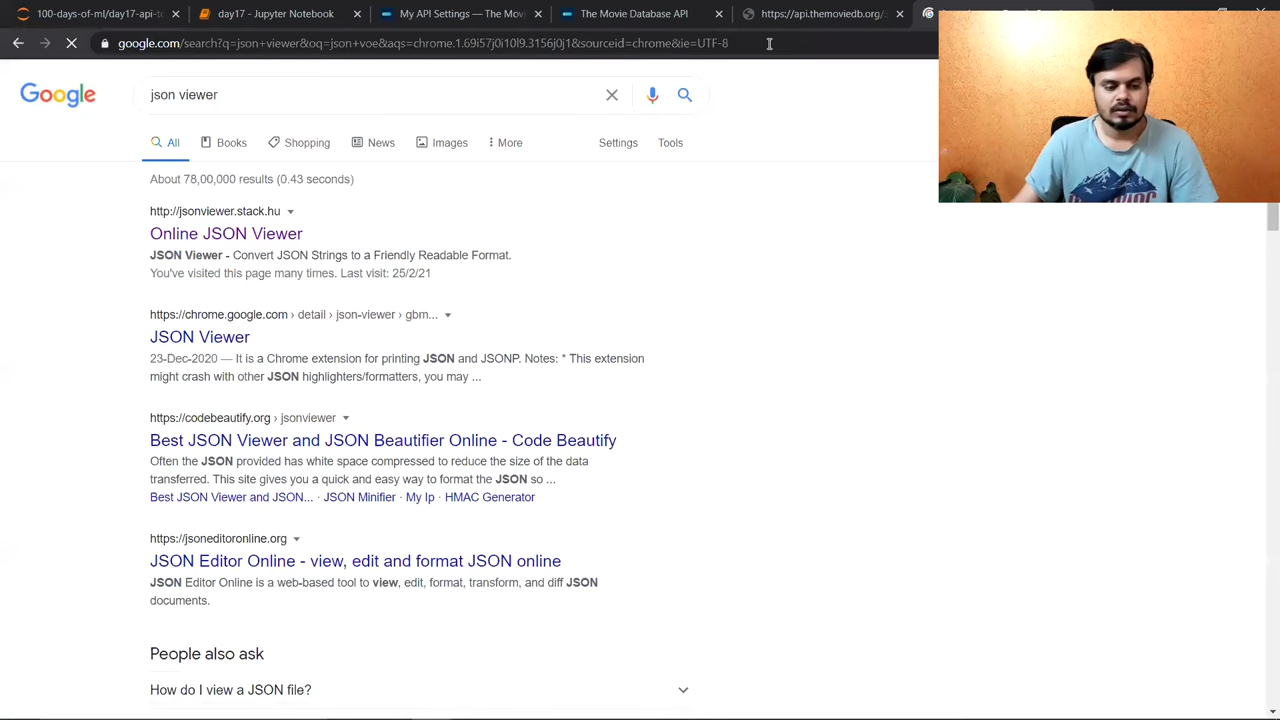 100-days-of-ml/day17-api-to-
My API Settings — The Mov
The Movie Database API
https://api.themoviedb.org/
google.com/search?q=json+viewer&oq=json+voe&aqs=chrome.1.69i57j0i10l9.3156j0j1&sourceid=chrome&ie=UTF-8
Google
json viewer
All
Books
Shopping
News
Images
More
Settings
Tools
About 78,00,000 results (0.43 seconds)
http://jsonviewer.stack.hu
Online JSON Viewer
JSON Viewer - Convert JSON Strings to a Friendly Readable Format.
You've visited this page many times. Last visit: 25/2/21
https://chrome.google.com › detail › json-viewer › gbm...
JSON Viewer
23-Dec-2020 — It is a Chrome extension for printing JSON and JSONP. Notes: * This extension
might crash with other JSON highlighters/formatters, you may ...
https://codebeautify.org › jsonviewer
Best JSON Viewer and JSON Beautifier Online - Code Beautify
Often the JSON provided has white space compressed to reduce the size of the data
transferred. This site gives you a quick and easy way to format the JSON so ...
Best JSON Viewer and JSON... · JSON Minifier · My Ip · HMAC Generator
https://jsoneditoronline.org
JSON Editor Online - view, edit and format JSON online
JSON Editor Online is a web-based tool to view, edit, format, transform, and diff JSON
documents.
People also ask
How do I view a JSON file?